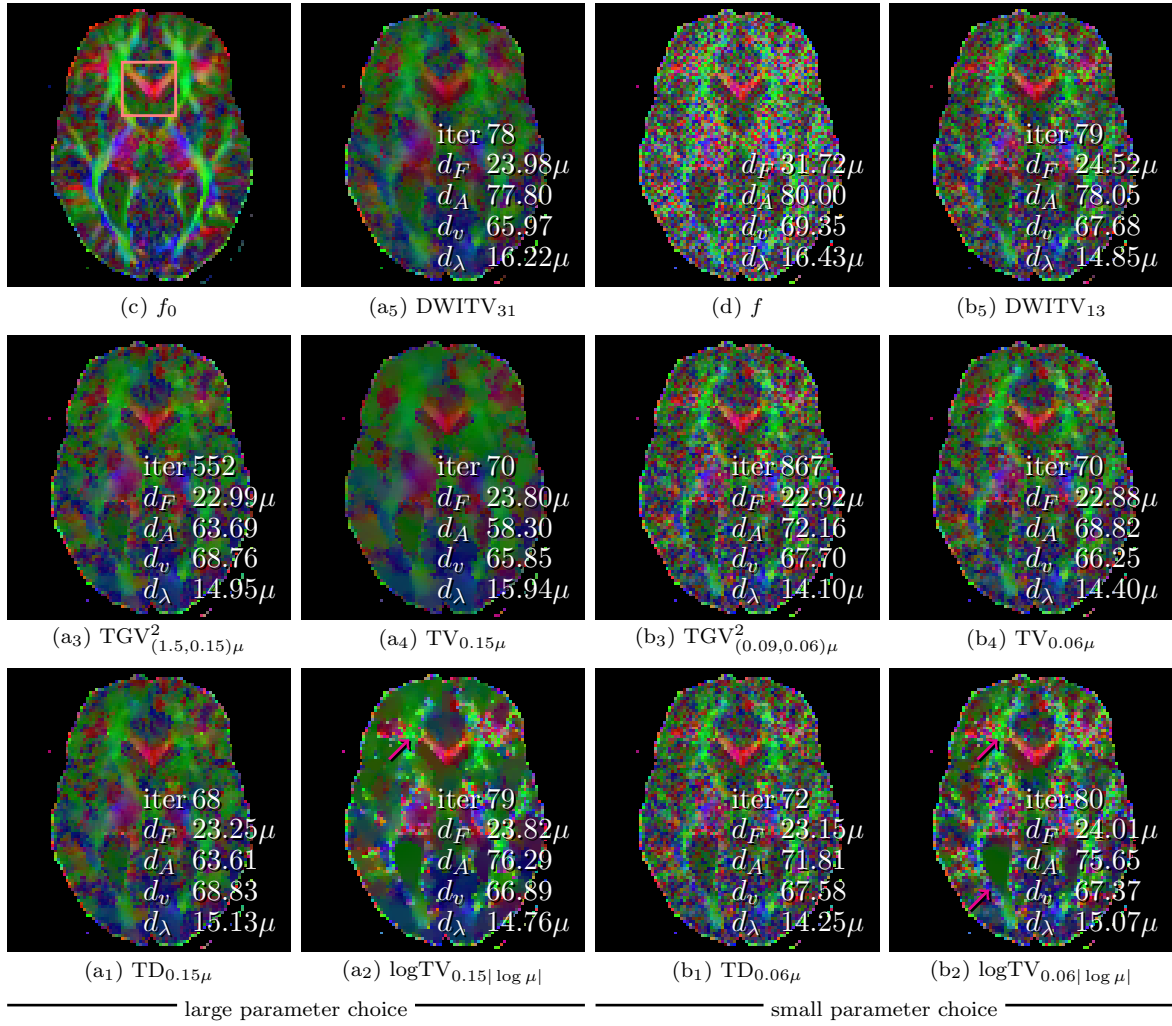 iter 78
d_F 23.98μ
d_A 77.80
d_v 65.97
d_λ 16.22μ
d_F 31.72μ
d_A 80.00
d_v 69.35
d_λ 16.43μ
iter 79
d_F 24.52μ
d_A 78.05
d_v 67.68
d_λ 14.85μ
(c) f_0
(a_5) DWITV_31
(d) f
(b_5) DWITV_13
iter 552
d_F 22.99μ
d_A 63.69
d_v 68.76
d_λ 14.95μ
iter 70
d_F 23.80μ
d_A 58.30
d_v 65.85
d_λ 15.94μ
iter 867
d_F 22.92μ
d_A 72.16
d_v 67.70
d_λ 14.10μ
iter 70
d_F 22.88μ
d_A 68.82
d_v 66.25
d_λ 14.40μ
(a_3) TGV^2_(1.5,0.15)μ
(a_4) TV_0.15μ
(b_3) TGV^2_(0.09,0.06)μ
(b_4) TV_0.06μ
iter 68
d_F 23.25μ
d_A 63.61
d_v 68.83
d_λ 15.13μ
iter 79
d_F 23.82μ
d_A 76.29
d_v 66.89
d_λ 14.76μ
iter 72
d_F 23.15μ
d_A 71.81
d_v 67.58
d_λ 14.25μ
iter 80
d_F 24.01μ
d_A 75.65
d_v 67.37
d_λ 15.07μ
(a_1) TD_0.15μ
(a_2) logTV_0.15|log μ|
(b_1) TD_0.06μ
(b_2) logTV_0.06|log μ|
large parameter choice
small parameter choice